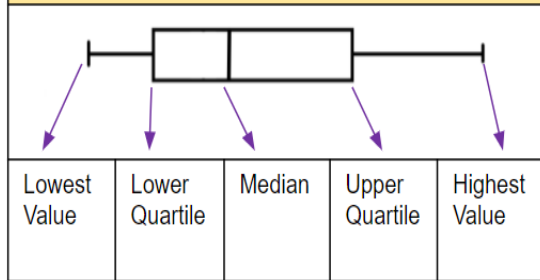 Lowest Value
Lower Quartile
Median
Upper Quartile
Highest Value